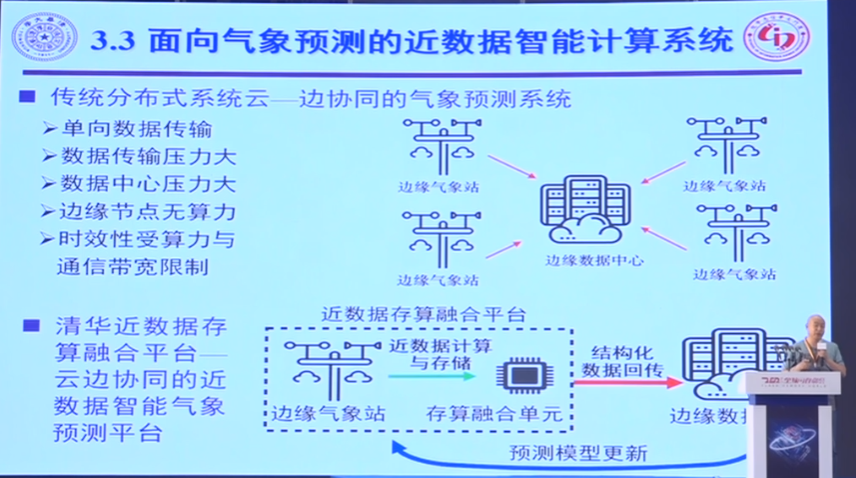 3.3 面向气象预测的近数据智能计算系统
传统分布式系统云—边协同的气象预测系统
单向数据传输
数据传输压力大
数据中心压力大
边缘节点无算力
时效性受算力与
通信带宽限制
边缘气象站
边缘气象站
边缘数据中心
边缘气象站
边缘气象站
清华近数据存
算融合平台—
云边协同的近
数据智能气象
预测平台
近数据存算融合平台
近数据计算
与存储
结构化
数据回传
边缘气象站
存算融合单元
边缘数据
预测模型更新